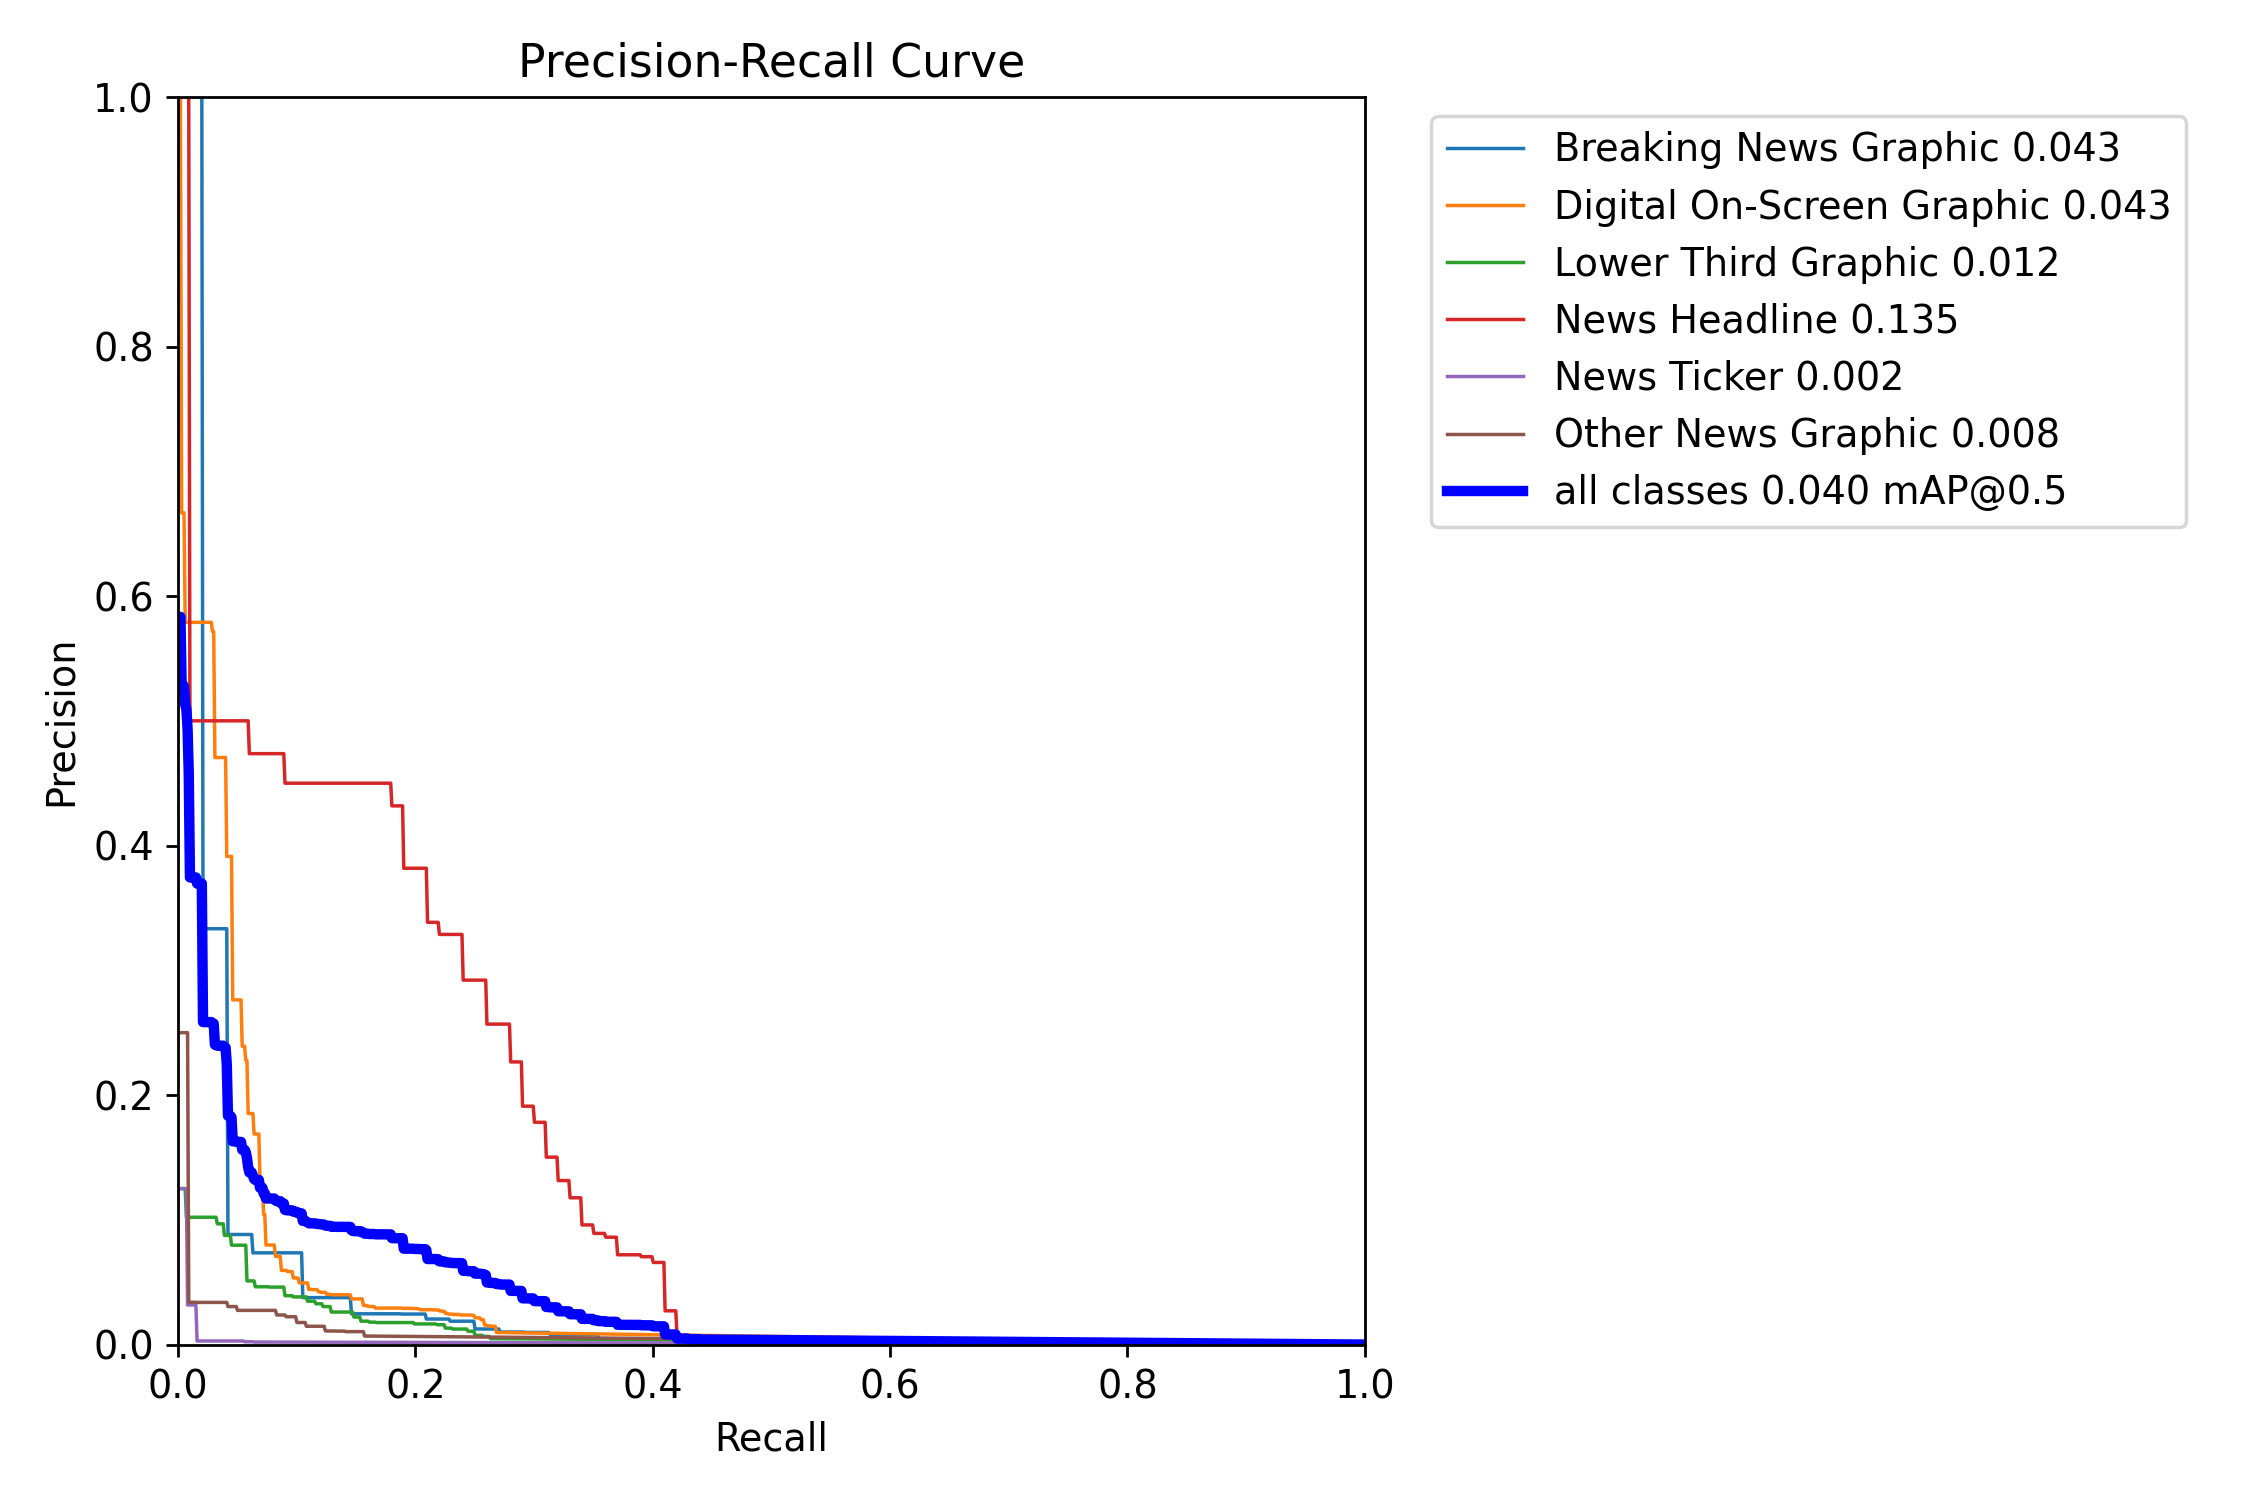 Precision-Recall Curve
1.0
0.8
0.6
0.4
0.2
0.0
Precision
0.0 0.2 0.4 0.6 0.8 1.0
Recall
Breaking News Graphic 0.043
Digital On-Screen Graphic 0.043
Lower Third Graphic 0.012
News Headline 0.135
News Ticker 0.002
Other News Graphic 0.008
all classes 0.040 mAP@0.5